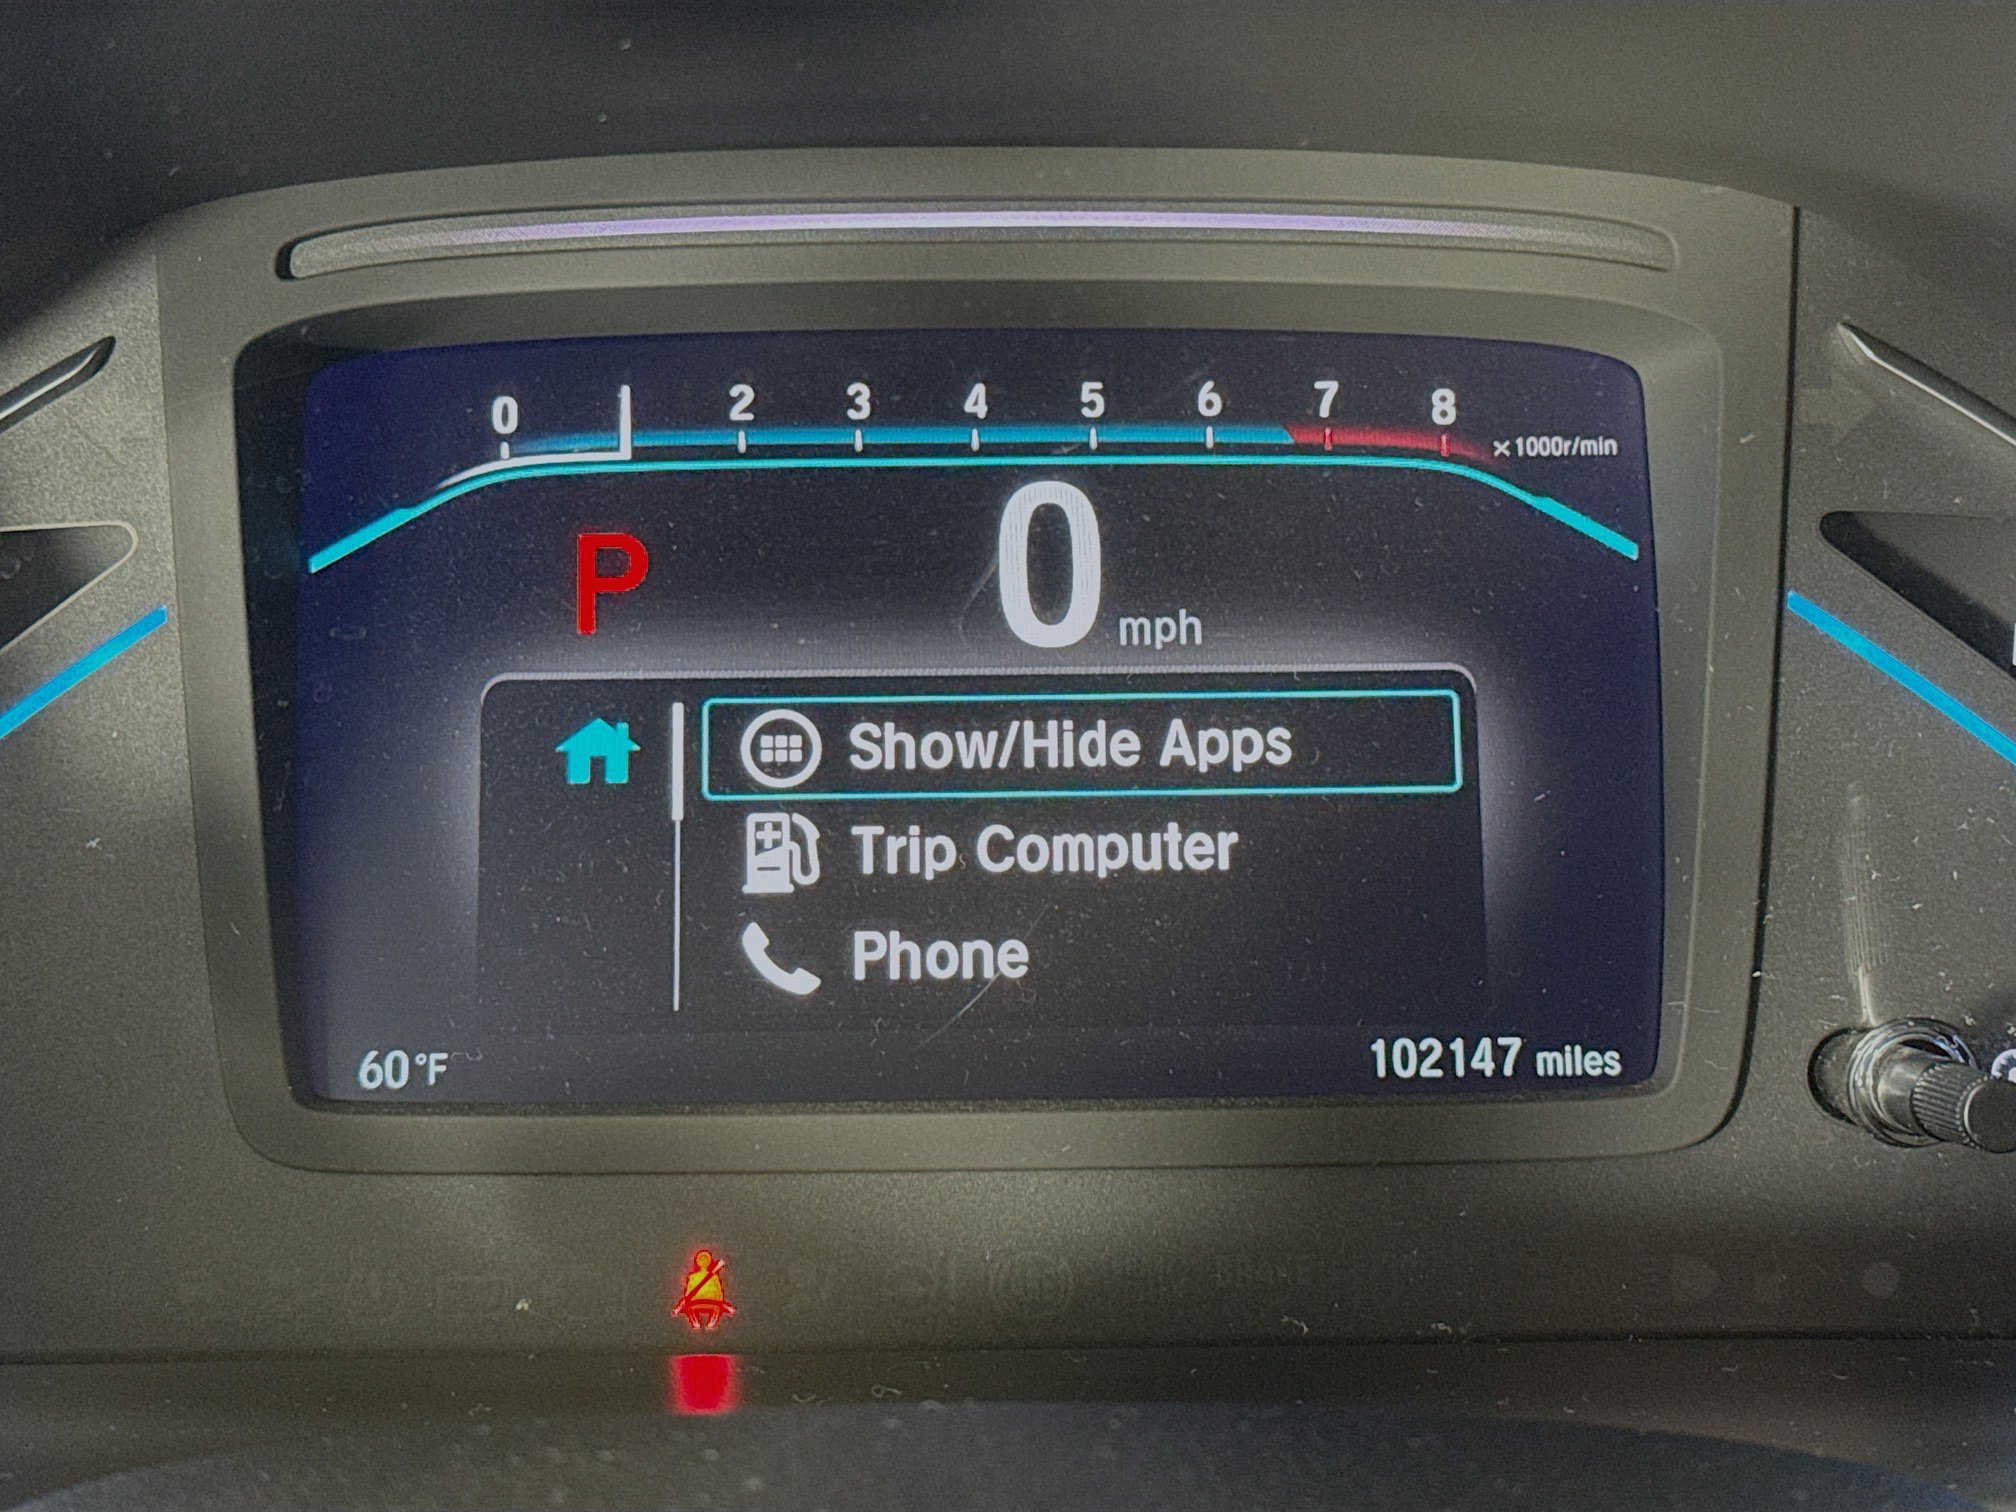 0 2 3 4 5 6 7 8 ×1000r/min
P
0 mph
Show/Hide Apps
Trip Computer
Phone
60°F
102147 miles